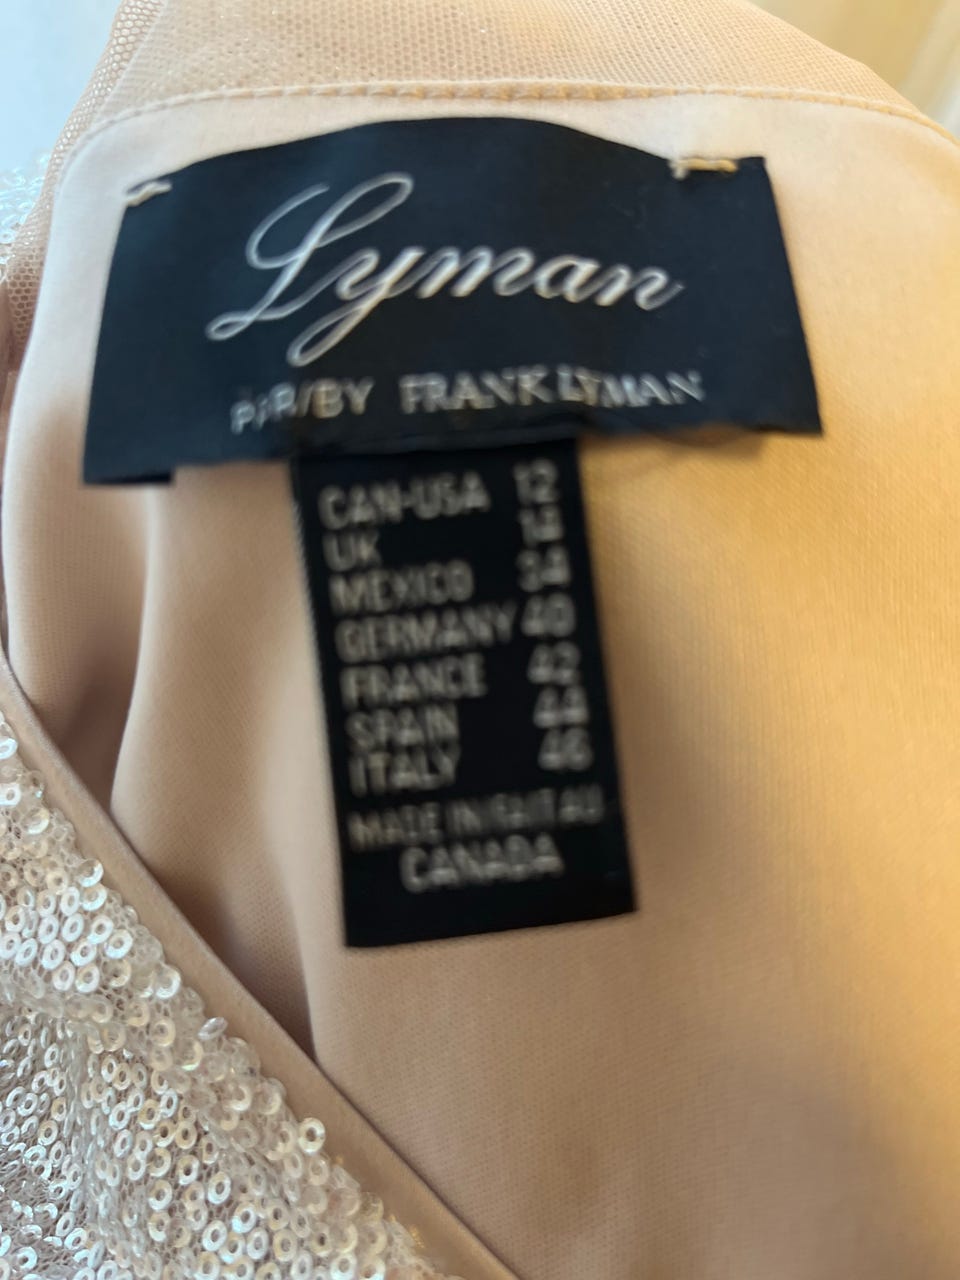 Lyman
PAR/BY FRANK LYMAN
CAN-USA 12
UK 14
MEXICO 34
GERMANY 40
FRANCE 42
SPAIN 44
ITALY 46
MADE IN/FAIT AU
CANADA